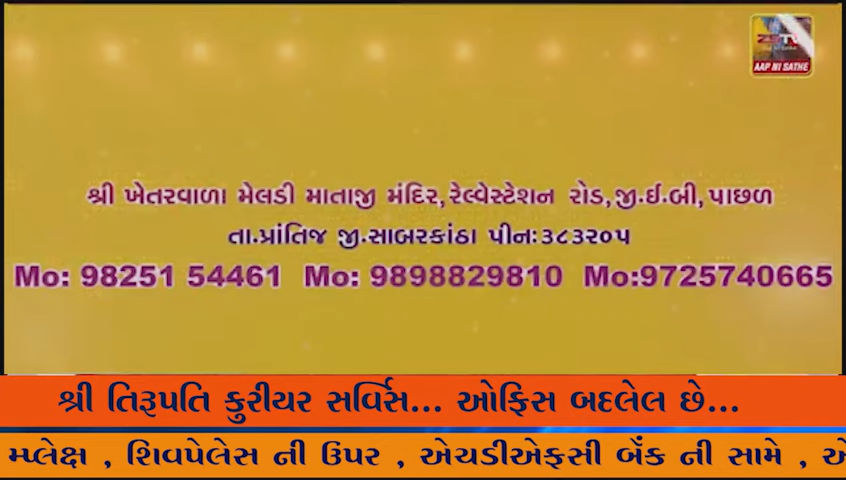 ZSTV
AAP NI SATHE
શ્રી ખેતરવાળા મેલડી માતાજી મંદિર,રેલ્વેસ્ટેશન રોડ,જી.ઈ.બી,પાછળ
તા.પ્રાંતિજ જી.સાબરકાંઠા પીન:૩૮૩૨૦૫
Mo: 98251 54461 Mo: 9898829810 Mo:9725740665
શ્રી તિરૂપતિ કુરીયર સર્વિસ... ઓફિસ બદલેલ છે...
મ્પ્લેક્ષ , શિવપેલેસ ની ઉપર , એચડીએફસી બેંક ની સામે ,